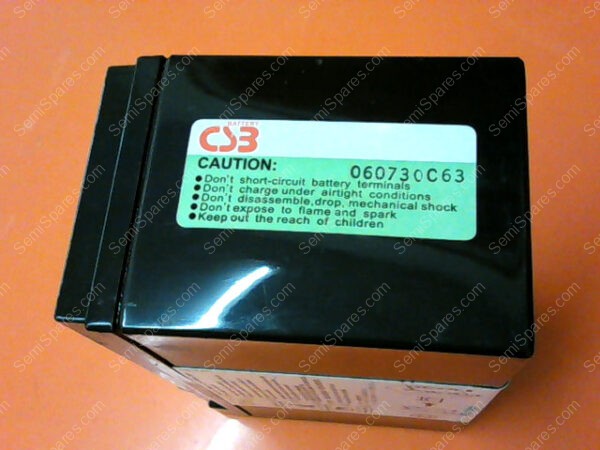 BATTERY
CSB
CAUTION: 060730C63
●Don't short-circuit battery terminals
●Don't charge under airtight conditions
●Don't disassemble,drop, mechanical shock
●Don't expose to flame and spark
●Keep out the reach of children
SemiSpares.com